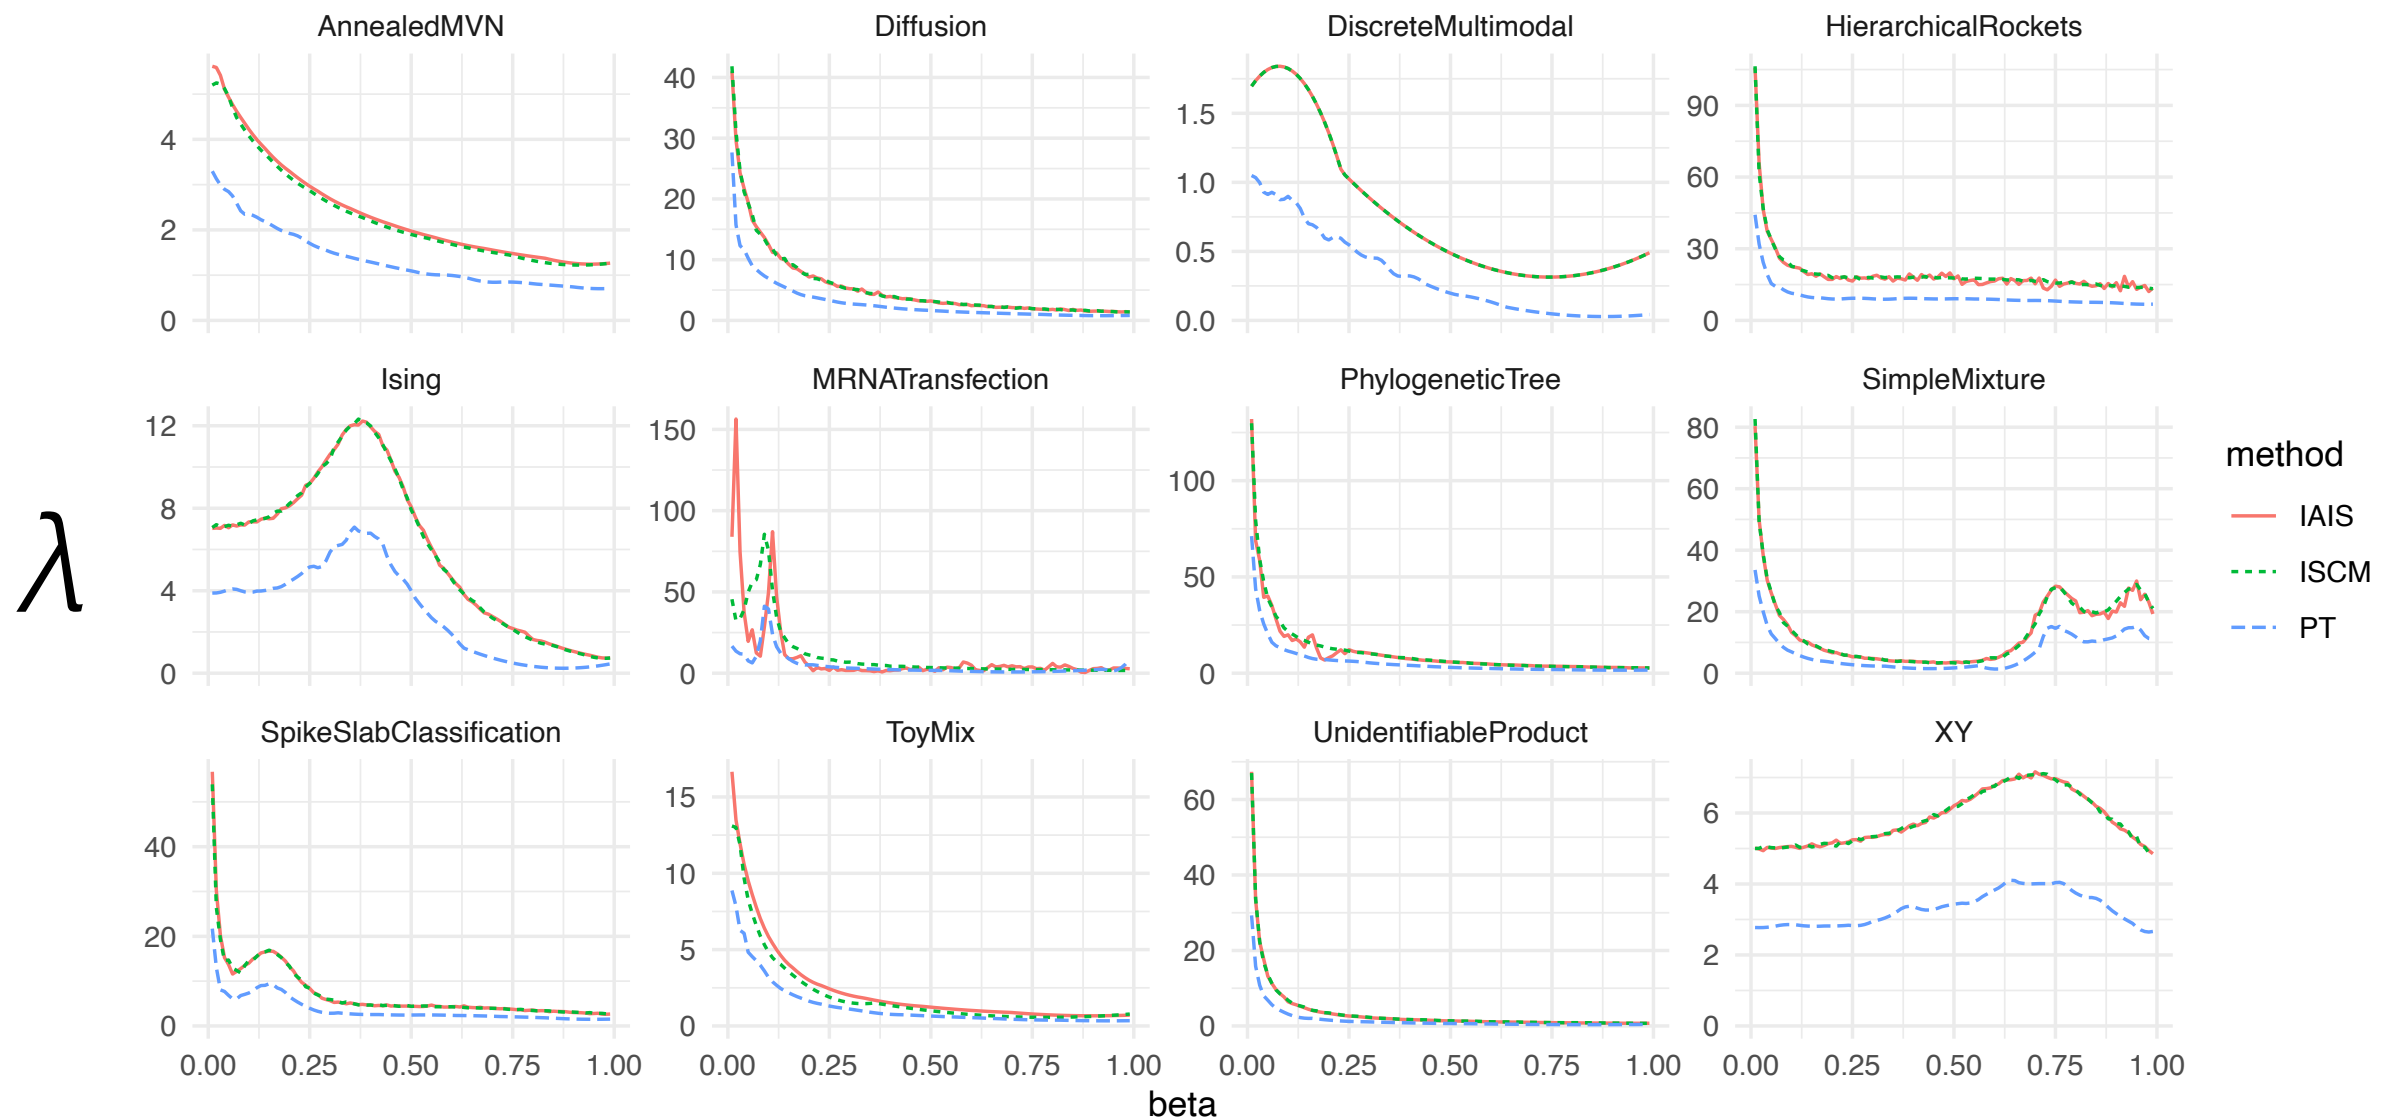 AnnealedMVN
Diffusion
DiscreteMultimodal
HierarchicalRockets
4
2
0
40
30
20
10
0
1.5
1.0
0.5
0.0
90
60
30
0
Ising
MRNATransfection
PhylogeneticTree
SimpleMixture
12
8
4
0
150
100
50
0
100
50
0
80
60
40
20
0
λ
method
IAIS
ISCM
PT
SpikeSlabClassification
ToyMix
UnidentifiableProduct
XY
40
20
0
15
10
5
0
60
40
20
0
6
4
2
0
0.00 0.25 0.50 0.75 1.00
0.00 0.25 0.50 0.75 1.00
0.00 0.25 0.50 0.75 1.00
0.00 0.25 0.50 0.75 1.00
beta